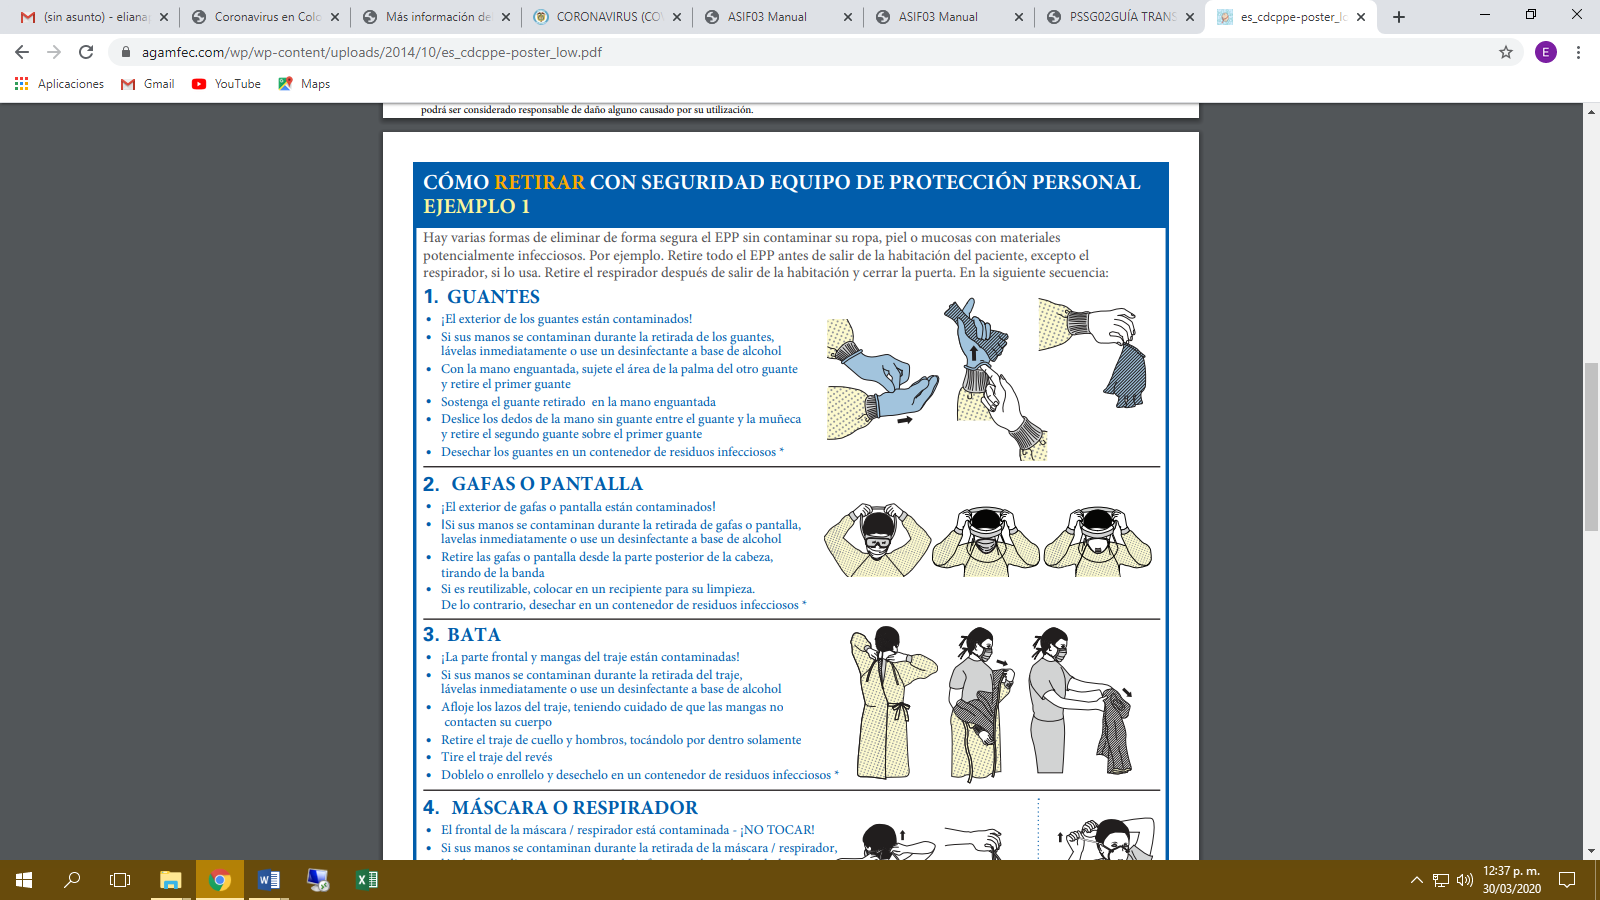 (sin asunto) - eliana
Coronavirus en Colo
Más información de
CORONAVIRUS (CO
ASIF03 Manual
ASIF03 Manual
PSSG02GUÍA TRANS
es_cdcppe-poster_lo
agamfec.com/wp/wp-content/uploads/2014/10/es_cdcppe-poster_low.pdf
E
Aplicaciones
Gmail
YouTube
Maps
podrá ser considerado responsable de daño alguno causado por su utilización.
CÓMO RETIRAR CON SEGURIDAD EQUIPO DE PROTECCIÓN PERSONAL
EJEMPLO 1
Hay varias formas de eliminar de forma segura el EPP sin contaminar su ropa, piel o mucosas con materiales
potencialmente infecciosos. Por ejemplo. Retire todo el EPP antes de salir de la habitación del paciente, excepto el
respirador, si lo usa. Retire el respirador después de salir de la habitación y cerrar la puerta. En la siguiente secuencia:
1. GUANTES
• ¡El exterior de los guantes están contaminados!
• Si sus manos se contaminan durante la retirada de los guantes,
lávelas inmediatamente o use un desinfectante a base de alcohol
• Con la mano enguantada, sujete el área de la palma del otro guante
y retire el primer guante
• Sostenga el guante retirado en la mano enguantada
• Deslice los dedos de la mano sin guante entre el guante y la muñeca
y retire el segundo guante sobre el primer guante
• Desechar los guantes en un contenedor de residuos infecciosos *
2. GAFAS O PANTALLA
• ¡El exterior de gafas o pantalla están contaminados!
• lSi sus manos se contaminan durante la retirada de gafas o pantalla,
lavelas inmediatamente o use un desinfectante a base de alcohol
• Retire las gafas o pantalla desde la parte posterior de la cabeza,
tirando de la banda
• Si es reutilizable, colocar en un recipiente para su limpieza.
De lo contrario, desechar en un contenedor de residuos infecciosos *
3. BATA
• ¡La parte frontal y mangas del traje están contaminadas!
• Si sus manos se contaminan durante la retirada del traje,
lávelas inmediatamente o use un desinfectante a base de alcohol
• Afloje los lazos del traje, teniendo cuidado de que las mangas no
contacten su cuerpo
• Retire el traje de cuello y hombros, tocándolo por dentro solamente
• Tire el traje del revés
• Doblelo o enrollelo y desechelo en un contenedor de residuos infecciosos *
4. MÁSCARA O RESPIRADOR
• El frontal de la máscara / respirador está contaminada - ¡NO TOCAR!
• Si sus manos se contaminan durante la retirada de la máscara / respirador,
12:37 p. m.
30/03/2020